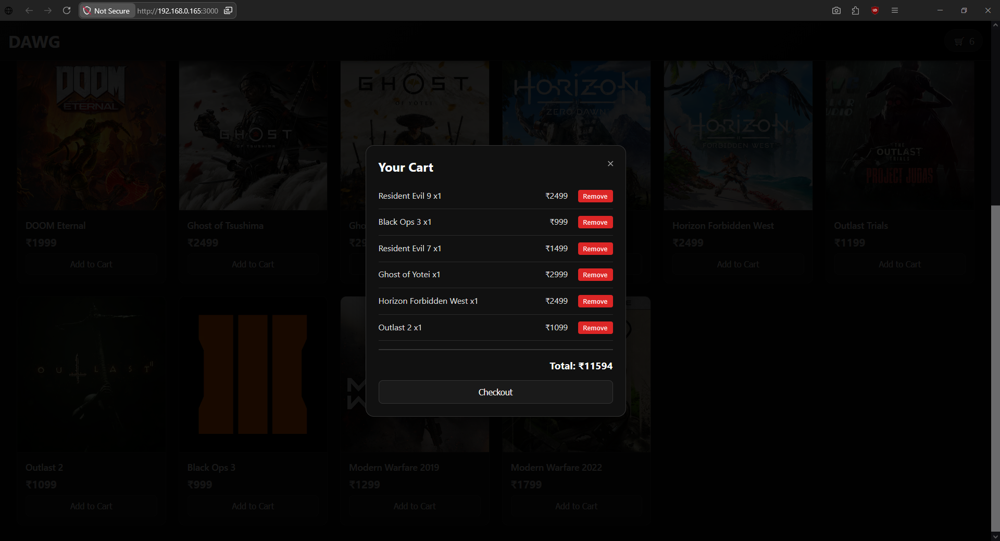 Not Secure http://192.168.0.165:3000
DAWG
6
DOOM
ETERNAL
GHOST
OF TSUSHIMA
GHOST
OF YOTEI
HORIZON
ZERO DAWN
HORIZON
FORBIDDEN WEST
THE
OUTLAST
TRIALS
PROJECT JUDAS
DOOM Eternal
₹1999
Add to Cart
Ghost of Tsushima
₹2499
Add to Cart
Gho
₹29
Horizon Forbidden West
₹2499
Add to Cart
Outlast Trials
₹1199
Add to Cart
Your Cart
Resident Evil 9 x1 ₹2499 Remove
Black Ops 3 x1 ₹999 Remove
Resident Evil 7 x1 ₹1499 Remove
Ghost of Yotei x1 ₹2999 Remove
Horizon Forbidden West x1 ₹2499 Remove
Outlast 2 x1 ₹1099 Remove
Total: ₹11594
Checkout
OUTLAST II
Outlast 2
₹1099
Add to Cart
Black Ops 3
₹999
Add to Cart
Modern Warfare 2019
₹1299
Add to Cart
Modern Warfare 2022
₹1799
Add to Cart